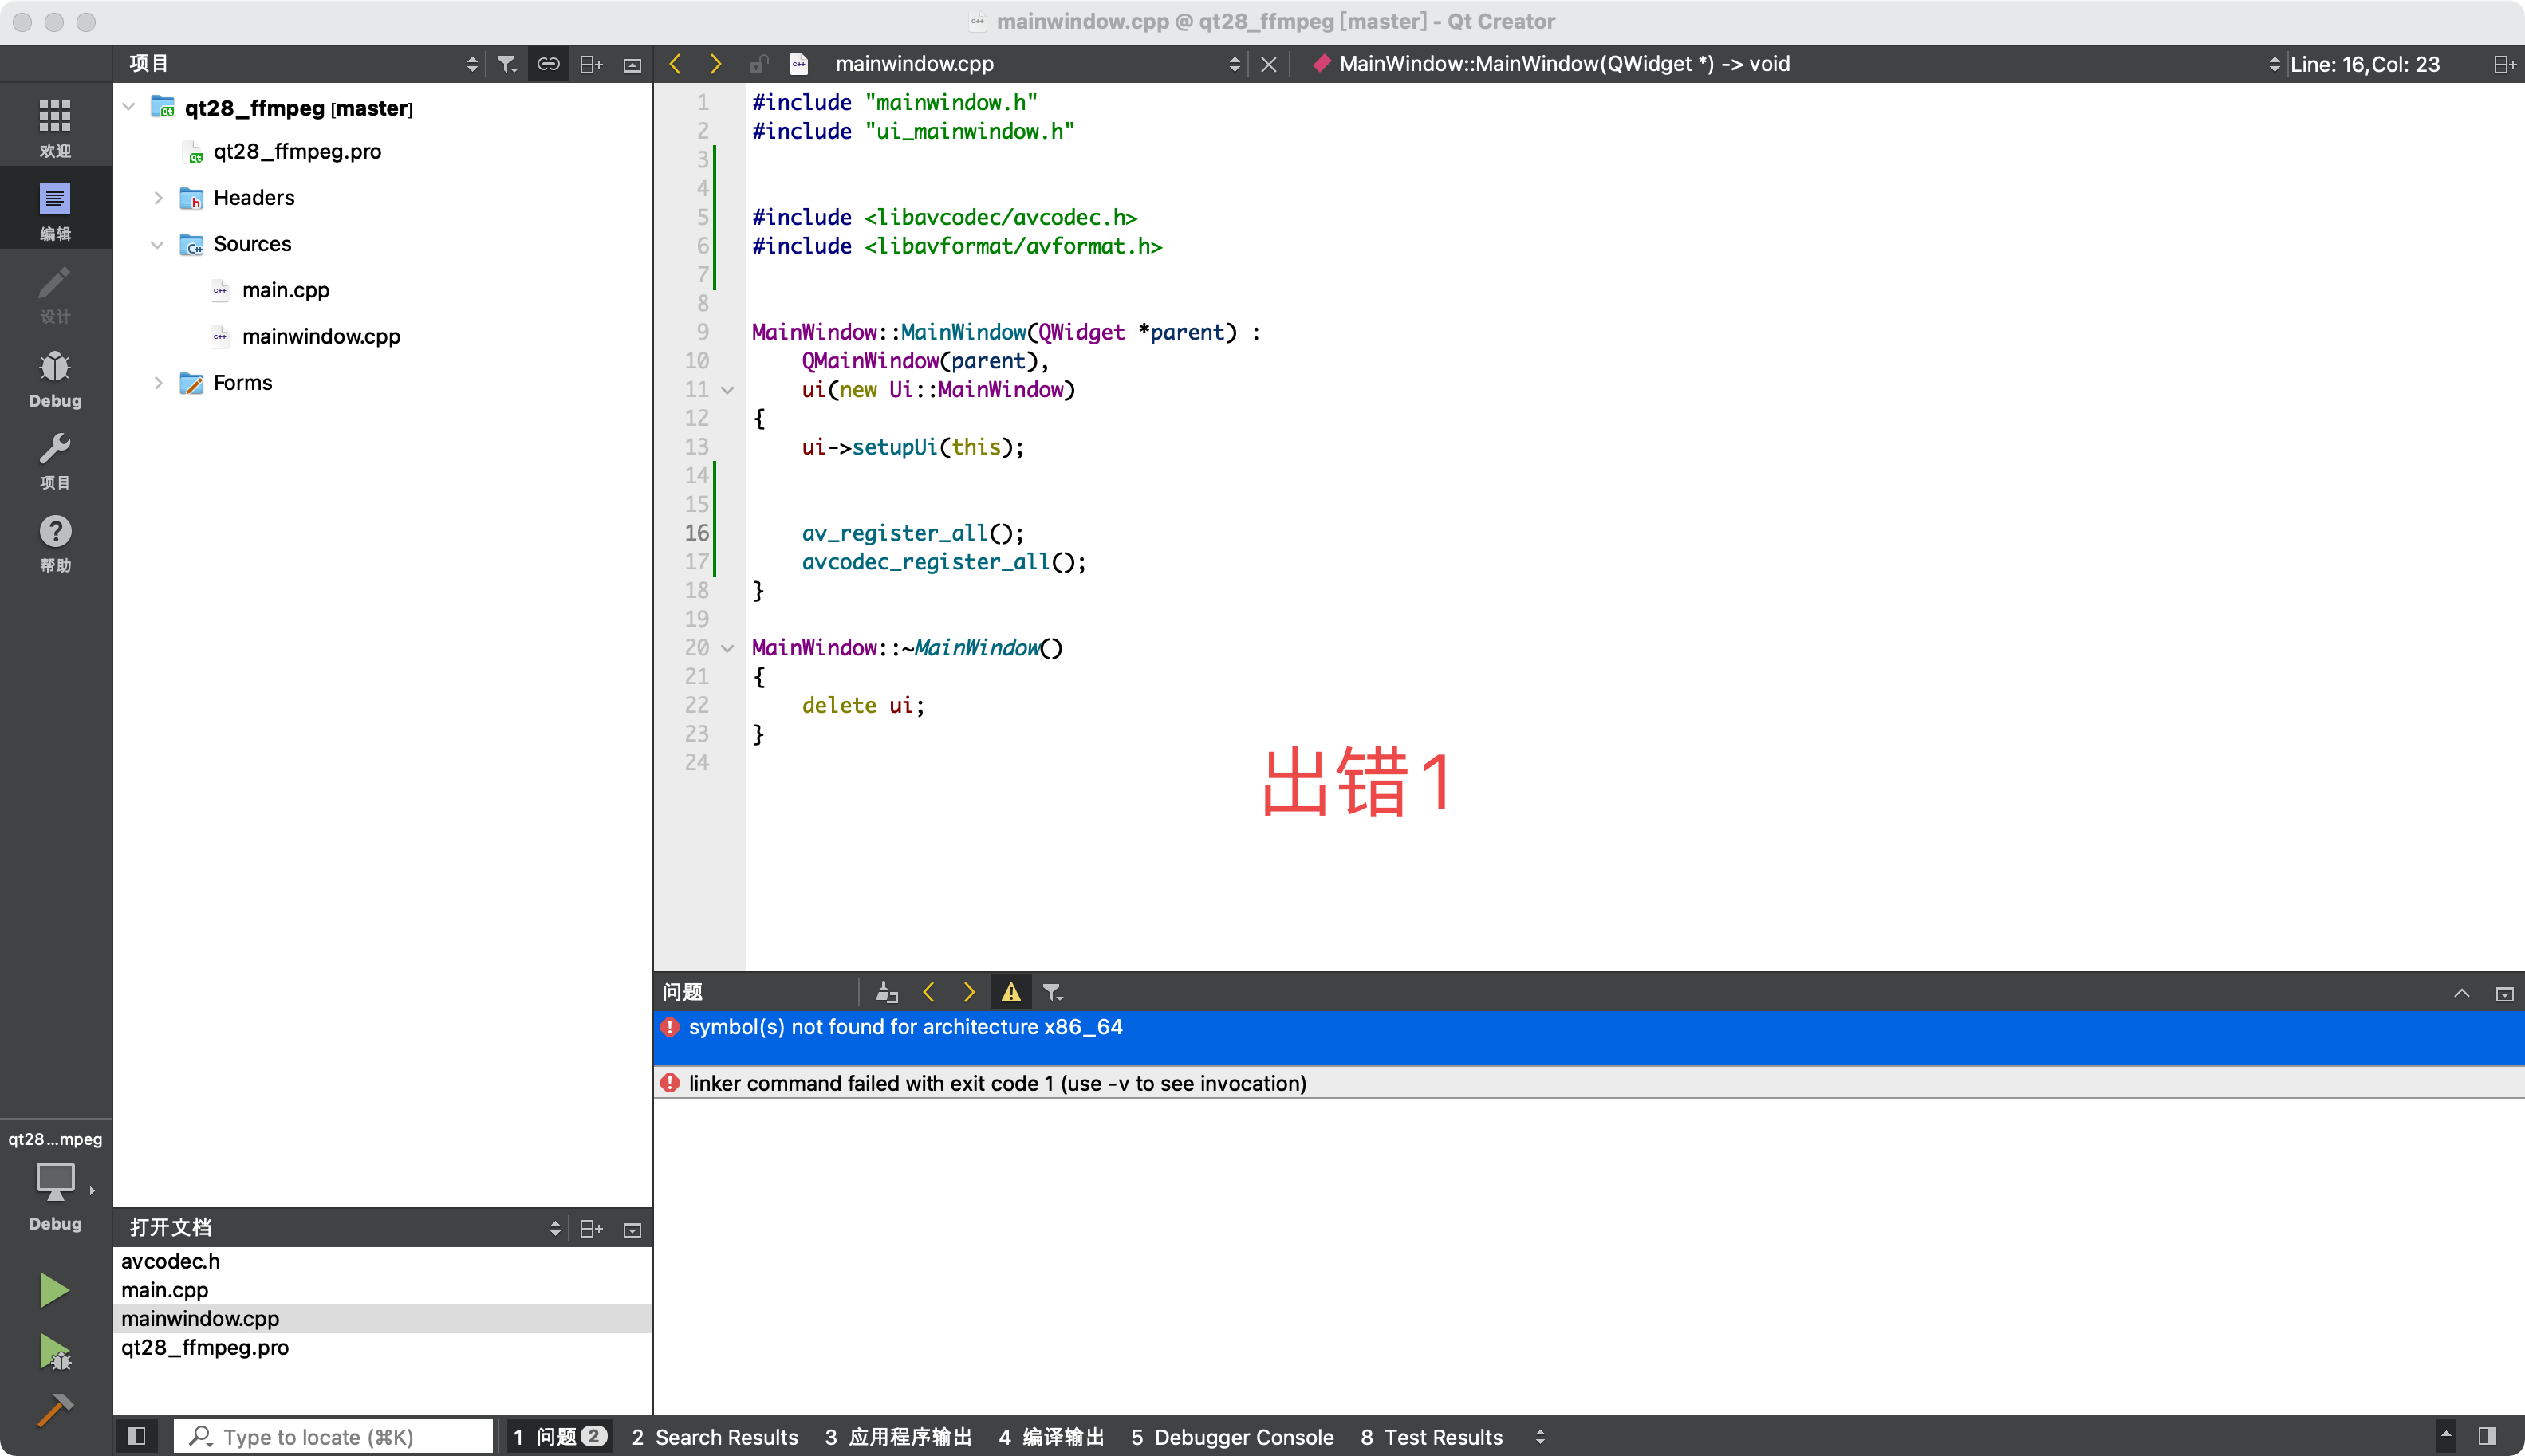 mainwindow.cpp @ qt28_ffmpeg [master] - Qt Creator
项目
mainwindow.cpp
MainWindow::MainWindow(QWidget *) -> void
Line: 16,Col: 23
欢迎
编辑
设计
Debug
项目
帮助
qt28_ffmpeg [master]
qt28_ffmpeg.pro
Headers
Sources
main.cpp
mainwindow.cpp
Forms
1 #include "mainwindow.h"
2 #include "ui_mainwindow.h"
3
4
5 #include <libavcodec/avcodec.h>
6 #include <libavformat/avformat.h>
7
8
9 MainWindow::MainWindow(QWidget *parent) :
10     QMainWindow(parent),
11     ui(new Ui::MainWindow)
12 {
13     ui->setupUi(this);
14
15
16     av_register_all();
17     avcodec_register_all();
18 }
19
20 MainWindow::~MainWindow()
21 {
22     delete ui;
23 }
24
出错1
问题
symbol(s) not found for architecture x86_64
linker command failed with exit code 1 (use -v to see invocation)
qt28...mpeg
Debug
打开文档
avcodec.h
main.cpp
mainwindow.cpp
qt28_ffmpeg.pro
Type to locate (⌘K)
1 问题 2
2 Search Results
3 应用程序输出
4 编译输出
5 Debugger Console
8 Test Results